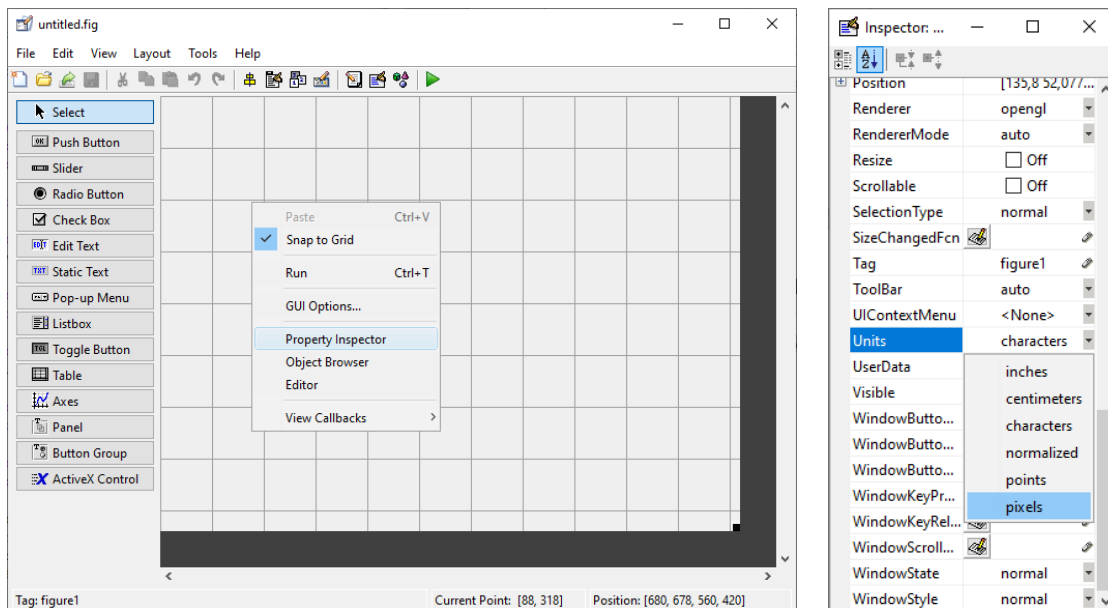 untitled.fig
File Edit View Layout Tools Help
Select
Push Button
Slider
Radio Button
Check Box
Edit Text
Static Text
Pop-up Menu
Listbox
Toggle Button
Table
Axes
Panel
Button Group
ActiveX Control
Paste Ctrl+V
Snap to Grid
Run Ctrl+T
GUI Options...
Property Inspector
Object Browser
Editor
View Callbacks
Tag: figure1 Current Point: [88, 318] Position: [680, 678, 560, 420]
Inspector: ...
Position [135,8 52,077...
Renderer opengl
RendererMode auto
Resize Off
Scrollable Off
SelectionType normal
SizeChangedFcn
Tag figure1
ToolBar auto
UIContextMenu <None>
Units characters
UserData
Visible
WindowButto...
WindowButto...
WindowButto...
WindowKeyPr...
WindowKeyRel...
WindowScroll...
WindowState normal
WindowStyle normal
inches
centimeters
characters
normalized
points
pixels